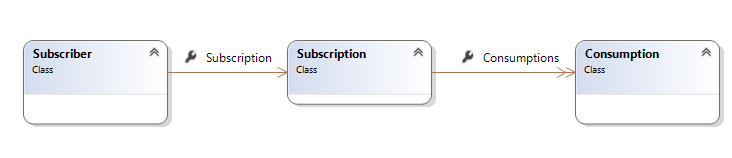 Subscriber
Class
Subscription
Subscription
Class
Consumptions
Consumption
Class